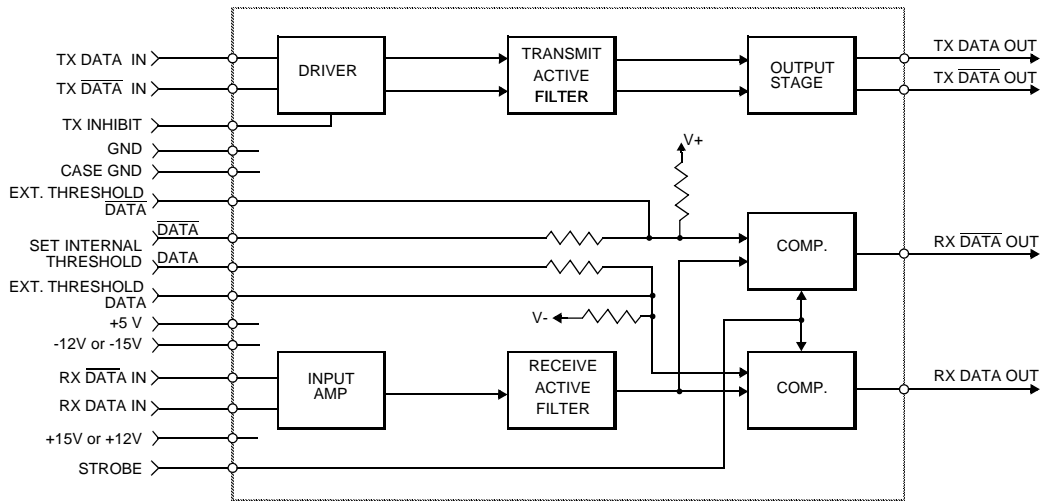 TX DATA IN
TX DATA IN
TX INHIBIT
GND
CASE GND
EXT. THRESHOLD
DATA
DATA
SET INTERNAL
THRESHOLD
DATA
EXT. THRESHOLD
DATA
+5 V
-12V or -15V
RX DATA IN
RX DATA IN
+15V or +12V
STROBE
DRIVER
TRANSMIT
ACTIVE
FILTER
OUTPUT
STAGE
TX DATA OUT
TX DATA OUT
V+
COMP.
RX DATA OUT
V-
INPUT
AMP
RECEIVE
ACTIVE
FILTER
COMP.
RX DATA OUT